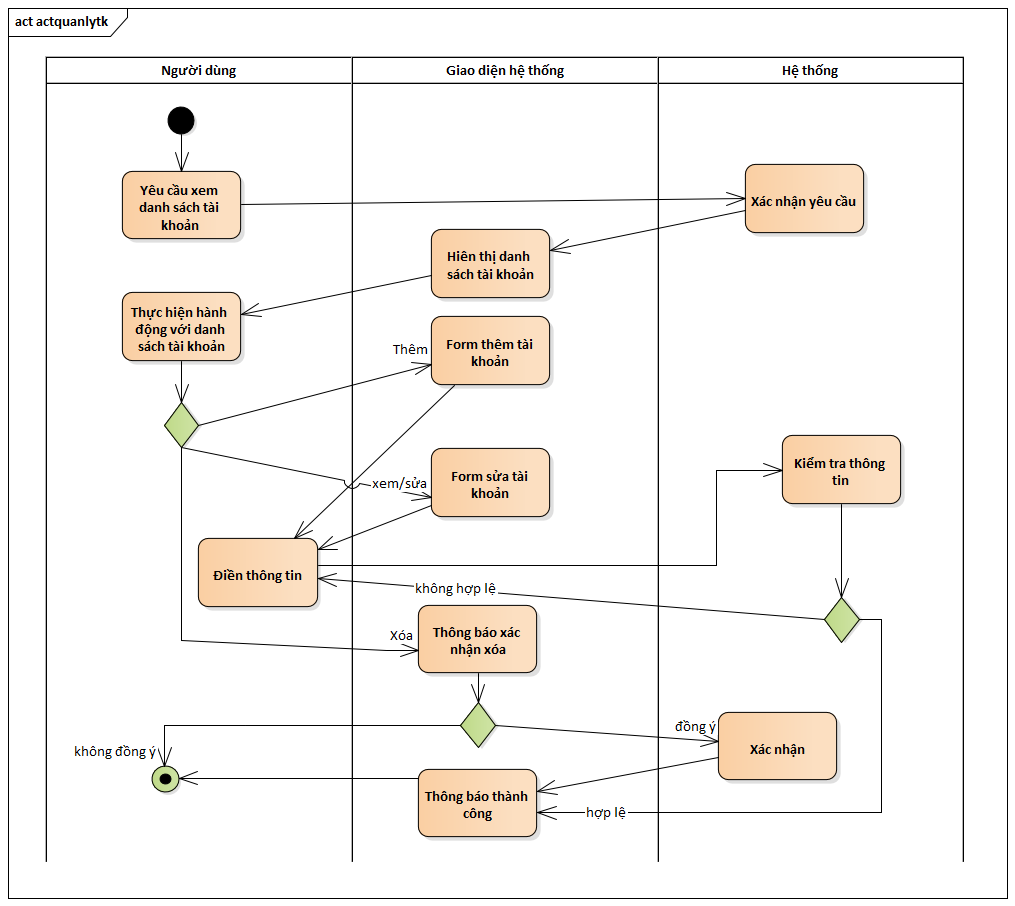 act actquanlytk
Người dùng
Giao diện hệ thống
Hệ thống
Yêu cầu xem
danh sách tài
khoản
Xác nhận yêu cầu
Hiên thị danh
sách tài khoản
Thực hiện hành
động với danh
sách tài khoản
Thêm
Form thêm tài
khoản
xem/sửa
Form sửa tài
khoản
Kiểm tra thông
tin
Điền thông tin
không hợp lệ
Xóa
Thông báo xác
nhận xóa
đồng ý
Xác nhận
không đồng ý
Thông báo thành
công
hợp lệ